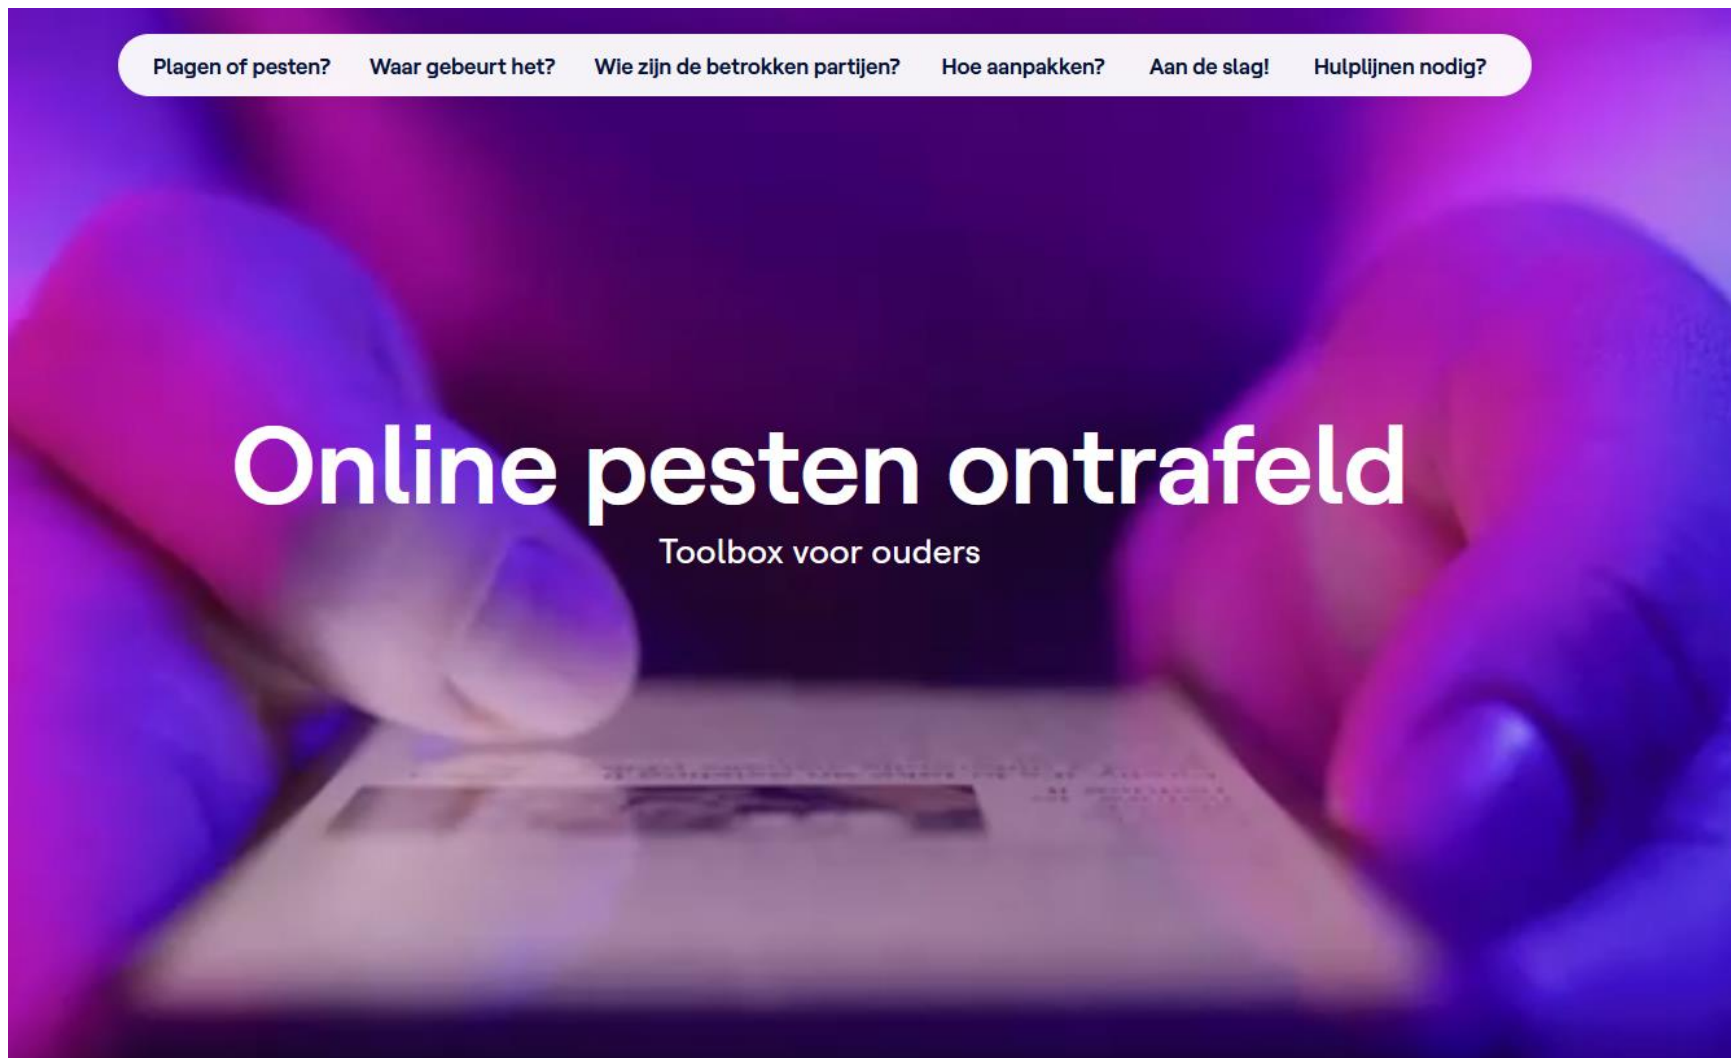 Plagen of pesten? Waar gebeurt het? Wie zijn de betrokken partijen? Hoe aanpakken? Aan de slag! Hulplijnen nodig?
Online pesten ontrafeld
Toolbox voor ouders